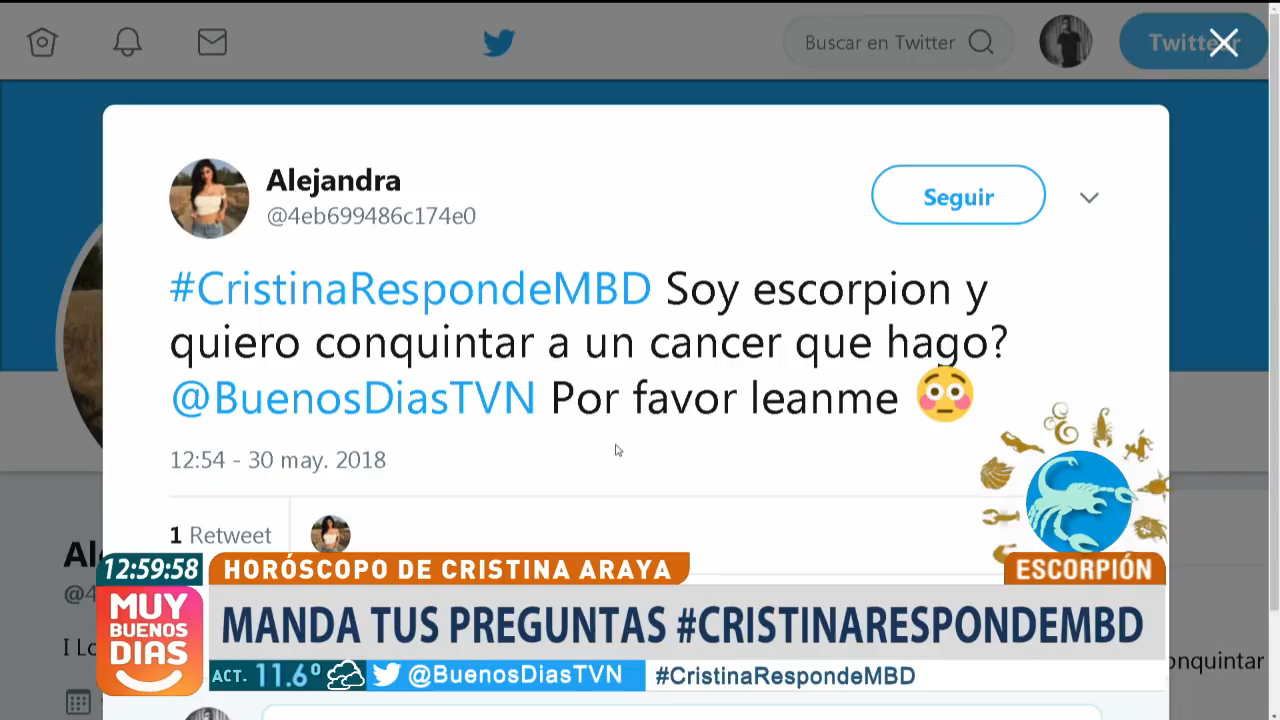 Buscar en Twitter
Alejandra
@4eb699486c174e0
Seguir
#CristinaRespondeMBD Soy escorpion y
quiero conquintar a un cancer que hago?
@BuenosDiasTVN Por favor leanme
12:54 - 30 may. 2018
1 Retweet
12:59:58
HORÓSCOPO DE CRISTINA ARAYA
ESCORPIÓN
MUY
BUENOS
DIAS
MANDA TUS PREGUNTAS #CRISTINARESPONDEMBD
ACT. 11.6°
@BuenosDiasTVN
#CristinaRespondeMBD
onquintar